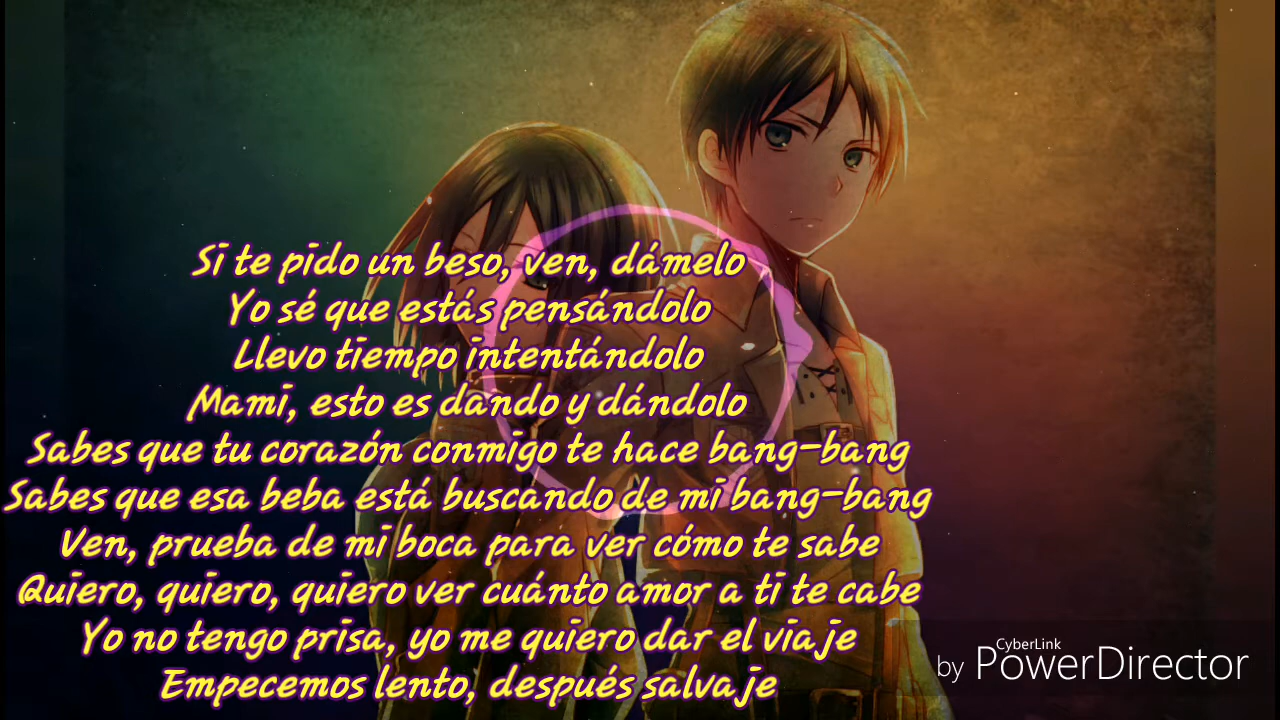 Si te pido un beso, ven, dámelo
Yo sé que estás pensándolo
Llevo tiempo intentándolo
Mami, esto es dando y dándolo
Sabes que tu corazón conmigo te hace bang-bang
Sabes que esa beba está buscando de mi bang-bang
Ven, prueba de mi boca para ver cómo te sabe
Quiero, quiero, quiero ver cuánto amor a ti te cabe
Yo no tengo prisa, yo me quiero dar el viaje
Empecemos lento, después salvaje
CyberLink
by PowerDirector